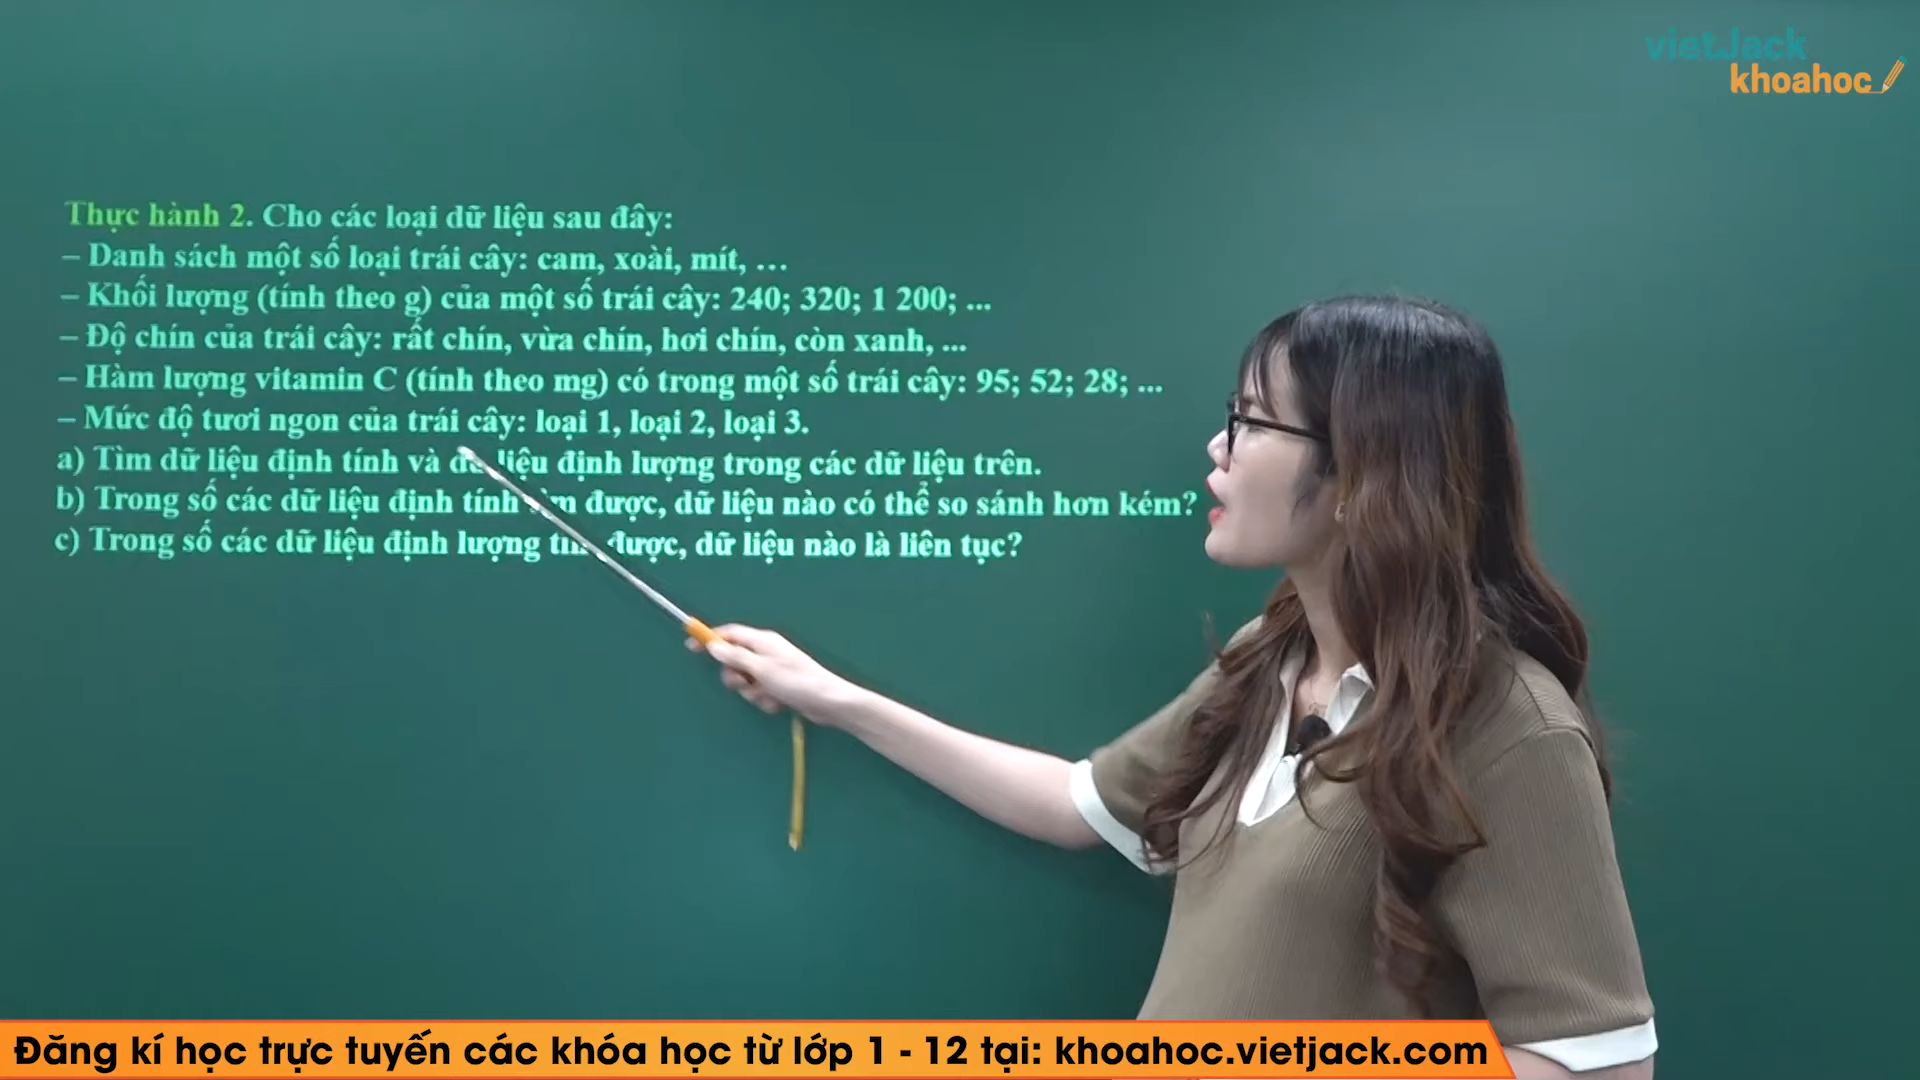 vietJack
khoahoc
Thực hành 2. Cho các loại dữ liệu sau đây:
– Danh sách một số loại trái cây: cam, xoài, mít, …
– Khối lượng (tính theo g) của một số trái cây: 240; 320; 1 200; ...
– Độ chín của trái cây: rất chín, vừa chín, hơi chín, còn xanh, ...
– Hàm lượng vitamin C (tính theo mg) có trong một số trái cây: 95; 52; 28; ...
– Mức độ tươi ngon của trái cây: loại 1, loại 2, loại 3.
a) Tìm dữ liệu định tính và dữ liệu định lượng trong các dữ liệu trên.
b) Trong số các dữ liệu định tính tìm được, dữ liệu nào có thể so sánh hơn kém?
c) Trong số các dữ liệu định lượng tìm được, dữ liệu nào là liên tục?
Đăng kí học trực tuyến các khóa học từ lớp 1 - 12 tại: khoahoc.vietjack.com